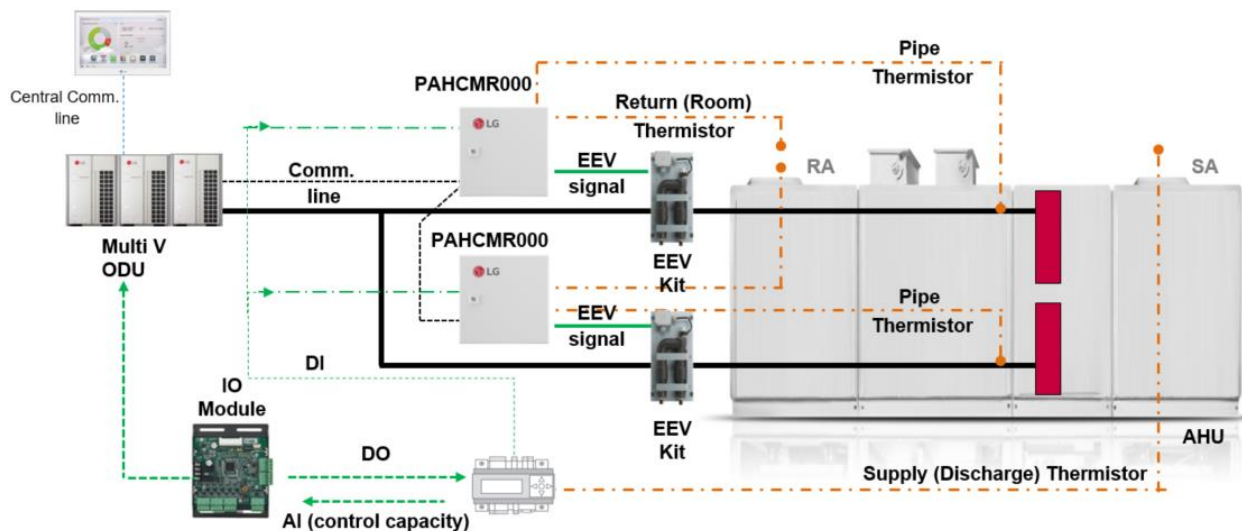 Central Comm.
line
PAHCMR000
LG
Pipe
Thermistor
Return (Room)
Thermistor
EEV
signal
RA
SA
Comm.
line
Multi V
ODU
PAHCMR000
LG
EEV
Kit
Pipe
Thermistor
EEV
signal
DI
IO
Module
DO
EEV
Kit
AHU
Supply (Discharge) Thermistor
AI (control capacity)